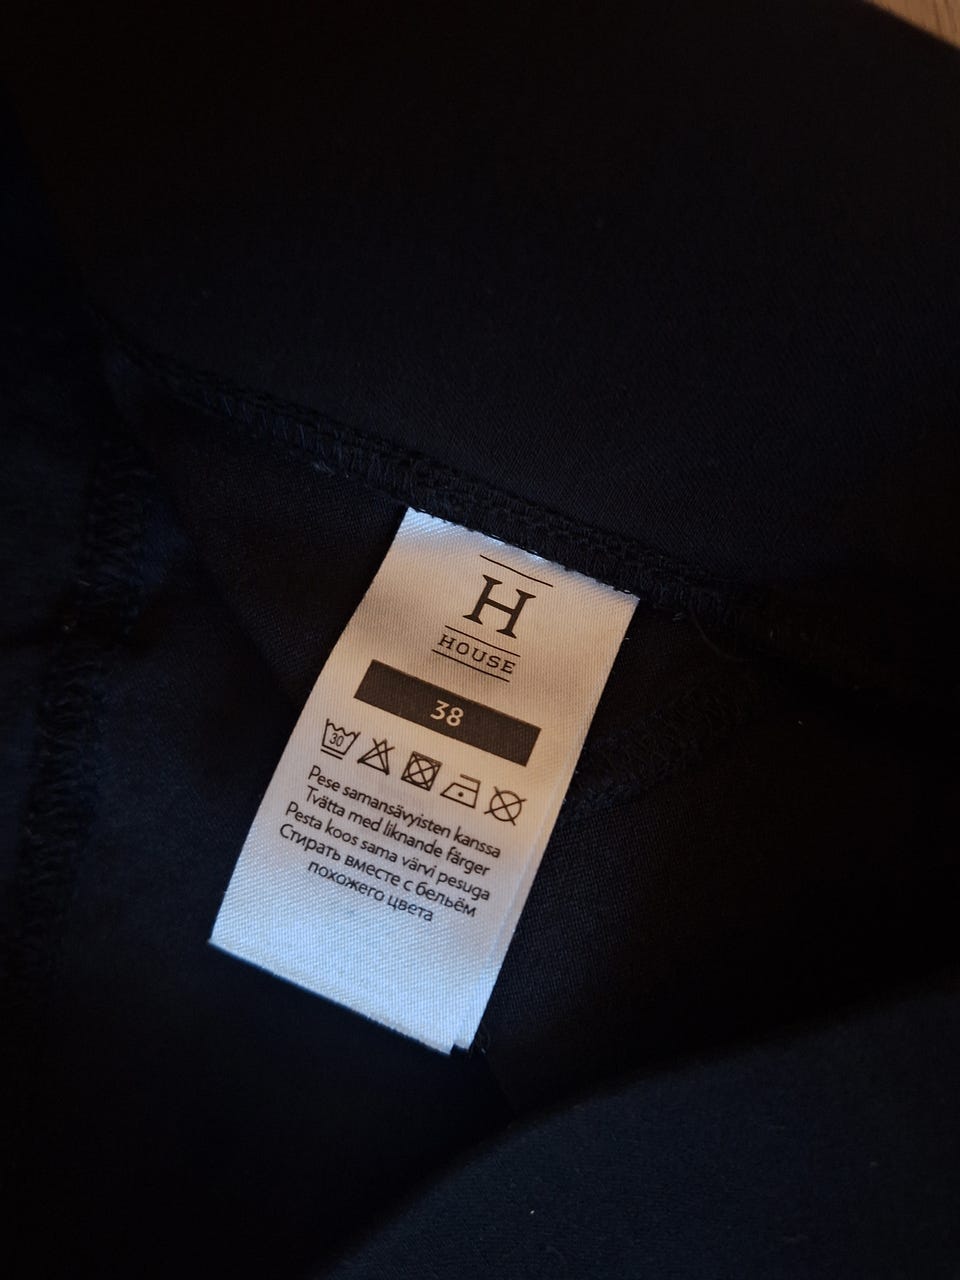 H
HOUSE
38
30
Pese samansävyisten kanssa
Tvätta med liknande färger
Pesta koos sama värvi pesuga
Стирать вместе с бельём
похожего цвета